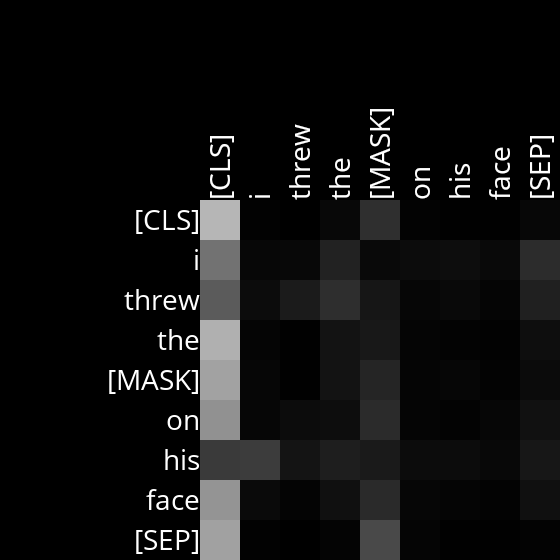 [CLS] i threw the [MASK] on his face [SEP]
[CLS]
i
threw
the
[MASK]
on
his
face
[SEP]